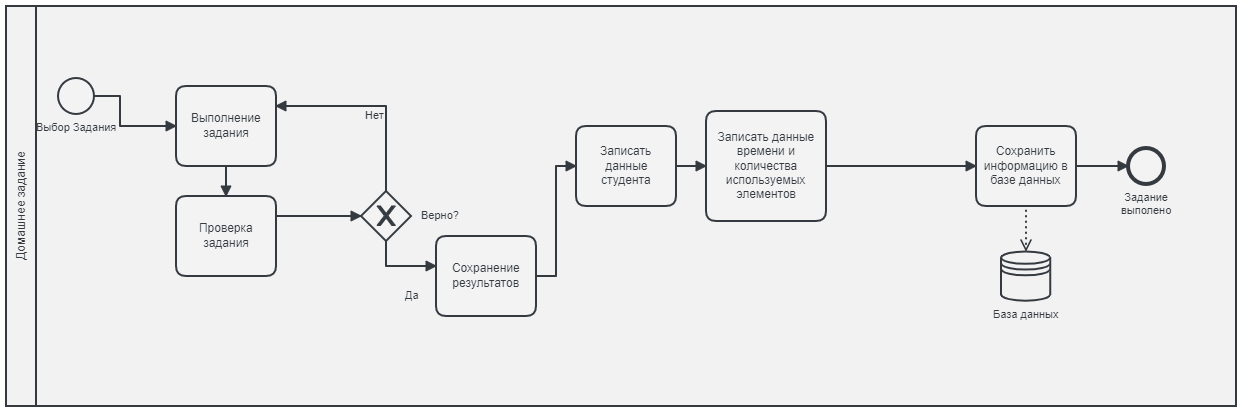 Домашнее задание
Выбор Задания
Выполнение
задания
Проверка
задания
Нет
Верно?
Да
Сохранение
результатов
Записать
данные
студента
Записать данные
времени и
количества
используемых
элементов
Сохранить
информацию в
базе данных
База данных
Задание
выполено